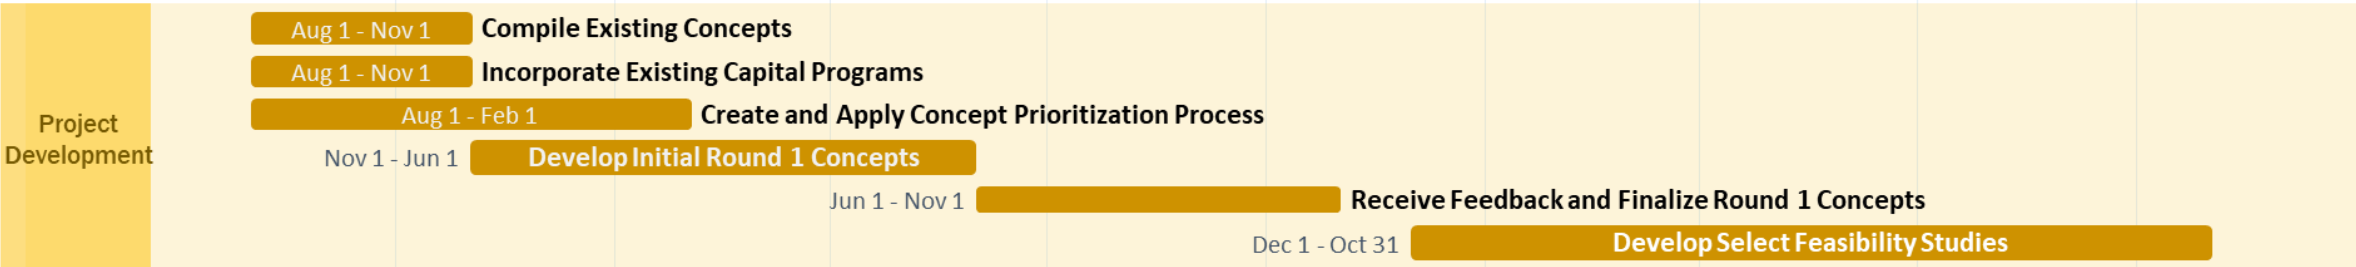 Project
Development
Aug 1 - Nov 1 Compile Existing Concepts
Aug 1 - Nov 1 Incorporate Existing Capital Programs
Aug 1 - Feb 1 Create and Apply Concept Prioritization Process
Nov 1 - Jun 1 Develop Initial Round 1 Concepts
Jun 1 - Nov 1 Receive Feedback and Finalize Round 1 Concepts
Dec 1 - Oct 31 Develop Select Feasibility Studies